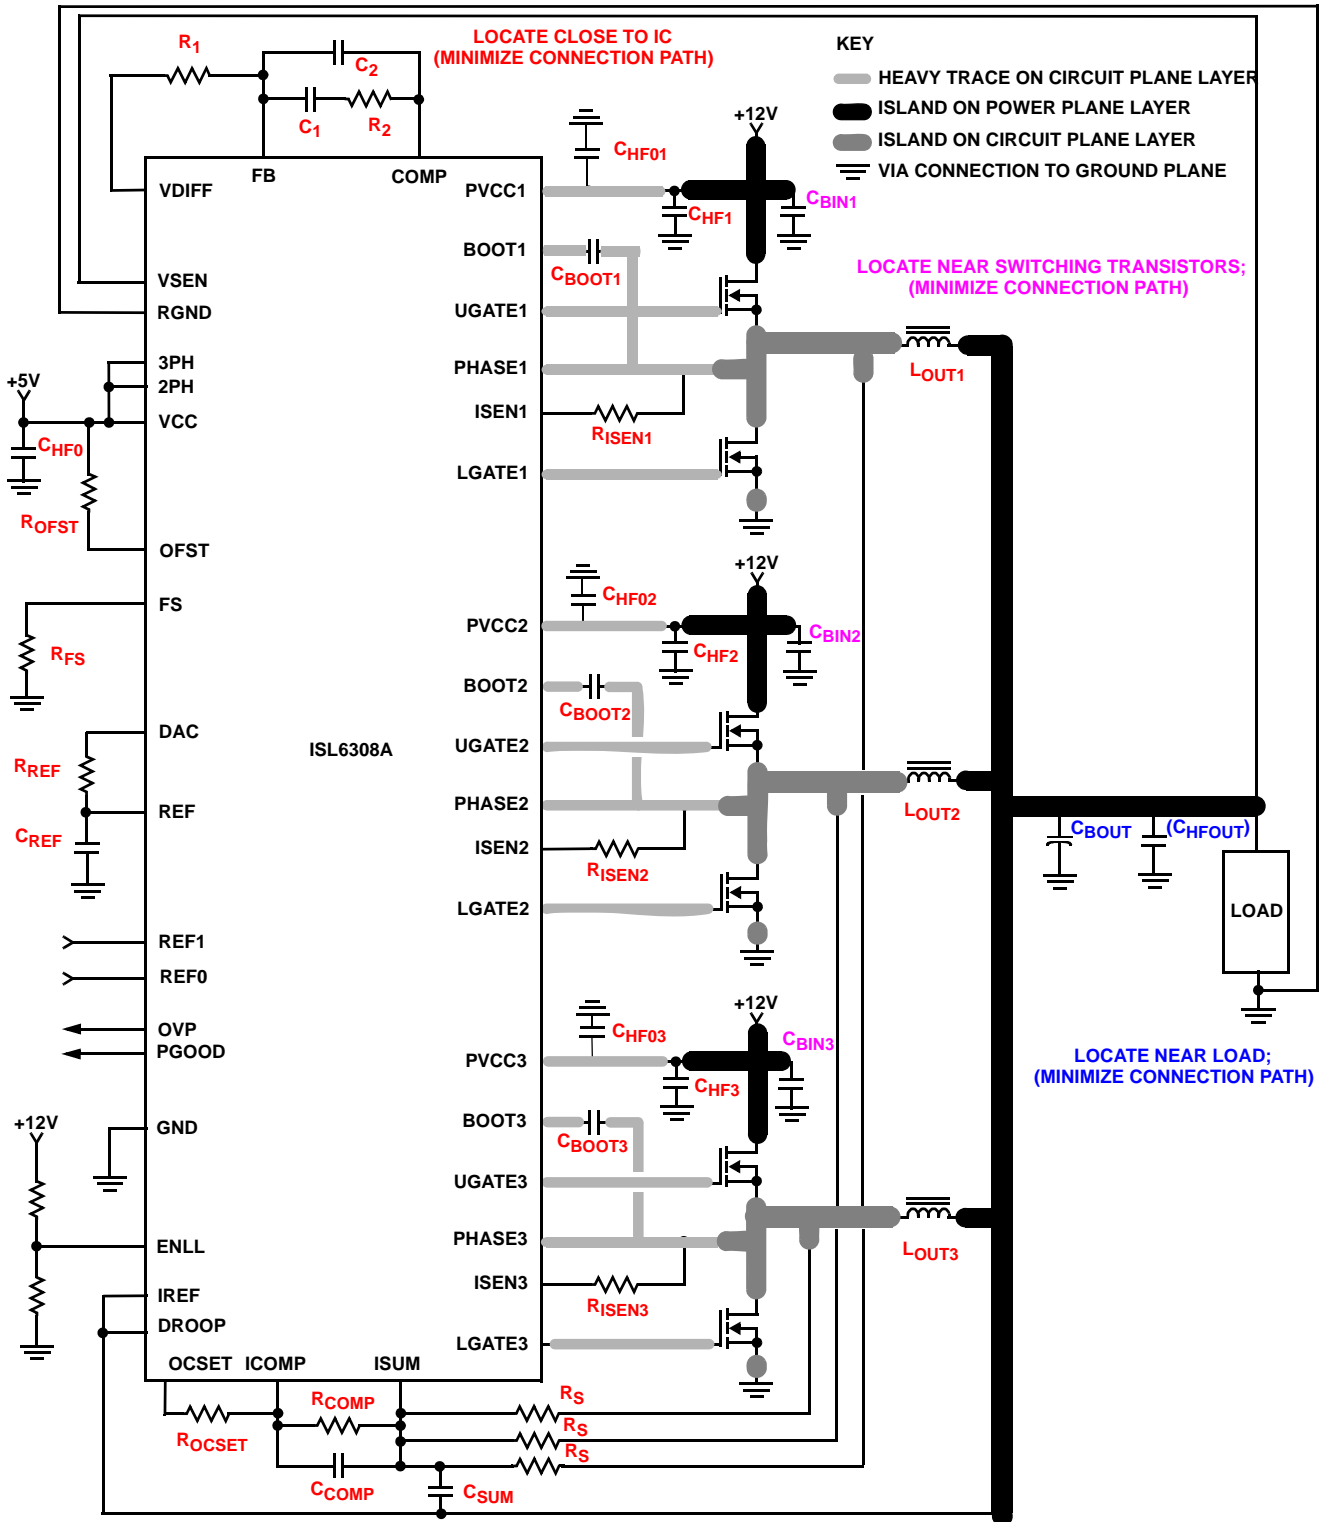 LOCATE CLOSE TO IC
(MINIMIZE CONNECTION PATH)
KEY
HEAVY TRACE ON CIRCUIT PLANE LAYER
ISLAND ON POWER PLANE LAYER
ISLAND ON CIRCUIT PLANE LAYER
VIA CONNECTION TO GROUND PLANE
R1
C2
C1
R2
FB
COMP
VDIFF
VSEN
RGND
3PH
2PH
VCC
+5V
CHF0
ROFST
OFST
FS
RFS
DAC
RREF
REF
CREF
REF1
REF0
OVP
PGOOD
GND
+12V
ENLL
IREF
DROOP
OCSET
ICOMP
ISUM
ISL6308A
PVCC1
BOOT1
UGATE1
PHASE1
ISEN1
LGATE1
PVCC2
BOOT2
UGATE2
PHASE2
ISEN2
LGATE2
PVCC3
BOOT3
UGATE3
PHASE3
ISEN3
LGATE3
CHF01
+12V
CHF1
CBIN1
CBOOT1
LOCATE NEAR SWITCHING TRANSISTORS;
(MINIMIZE CONNECTION PATH)
LOUT1
RISEN1
CHF02
+12V
CHF2
CBIN2
CBOOT2
LOUT2
RISEN2
CBOUT
(CHFOUT)
LOAD
LOCATE NEAR LOAD;
(MINIMIZE CONNECTION PATH)
CHF03
+12V
CHF3
CBIN3
CBOOT3
LOUT3
RISEN3
RCOMP
ROCSET
CCOMP
CSUM
RS
RS
RS